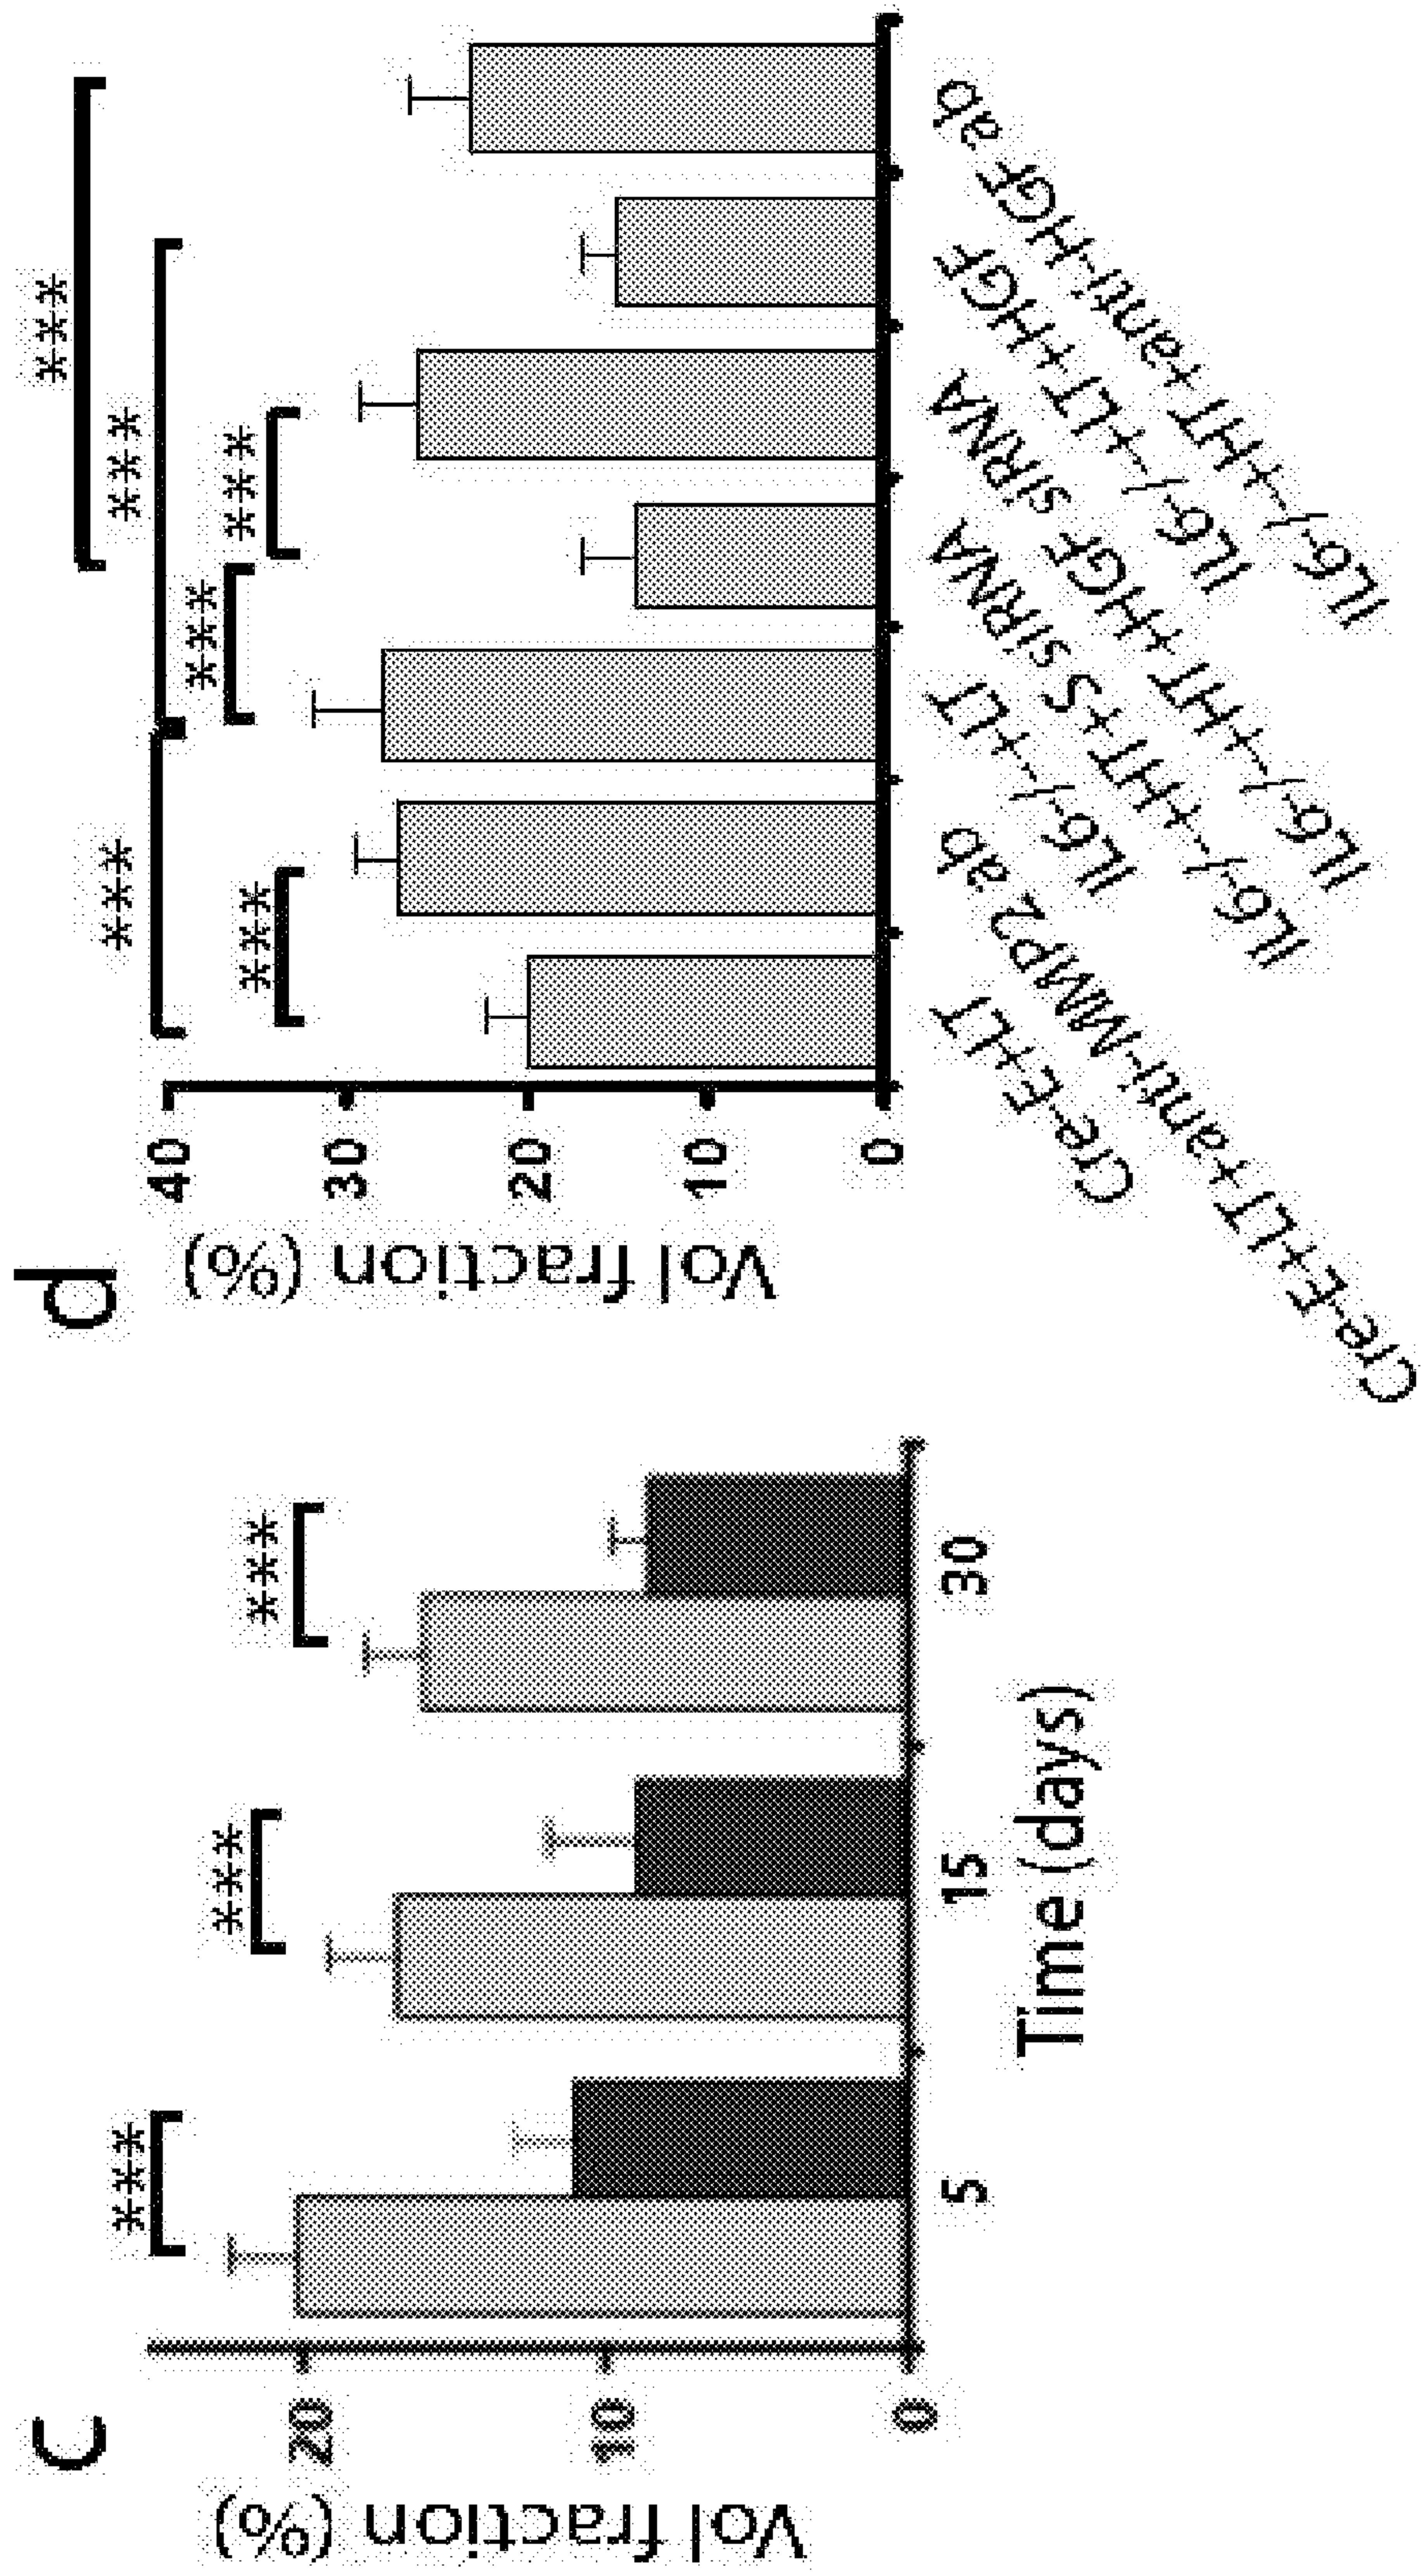 c
Vol fraction (%)
20
10
0
***
***
***
5
15
30
Time (days)
d
Vol fraction (%)
40
30
20
10
0
***
***
***
***
***
***
Cre-E+LT
Cre-E+LT+anti-MMP2 ab
IL6-/-+LT
IL6-/-+HT+S siRNA
IL6-/-+HT+HGF siRNA
IL6-/-+LT+HGF
IL6-/-+HT+anti-HGF ab